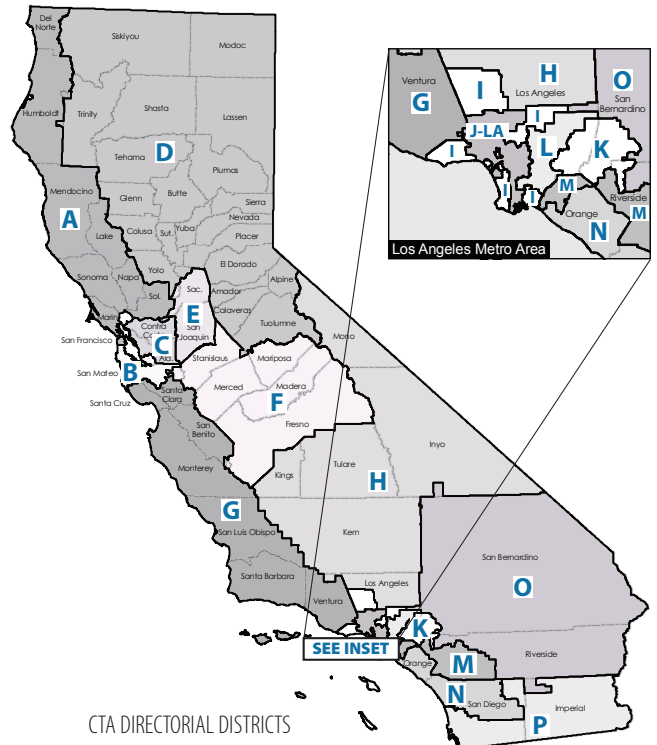 Del
Norte
Siskiyou
Modoc
Humboldt
Trinity
Shasta
Lassen
Tehama
D
Plumas
Mendocino
Butte
Glenn
Sierra
A
Lake
Colusa
Sut.
Yuba
Nevada
Placer
Sonoma
Napa
Yolo
El Dorado
Sol.
Sac.
Amador
Alpine
Marin
E
Calaveras
San Francisco
Contra
Costa
C
San
Joaquin
Tuolumne
Mono
Ala.
Stanislaus
Mariposa
San Mateo
B
Santa
Clara
Merced
Madera
F
Santa Cruz
Fresno
San
Benito
Inyo
Monterey
Kings
Tulare
H
G
San Luis Obispo
Kern
San Bernardino
Santa Barbara
Ventura
Los Angeles
O
K
SEE INSET
Orange
M
Riverside
N
San Diego
Imperial
P
CTA DIRECTORIAL DISTRICTS
Ventura
G
I
H
Los Angeles
O
San
Bernardino
J-LA
I
L
K
I
I
I
M
Riverside
M
Orange
N
Los Angeles Metro Area